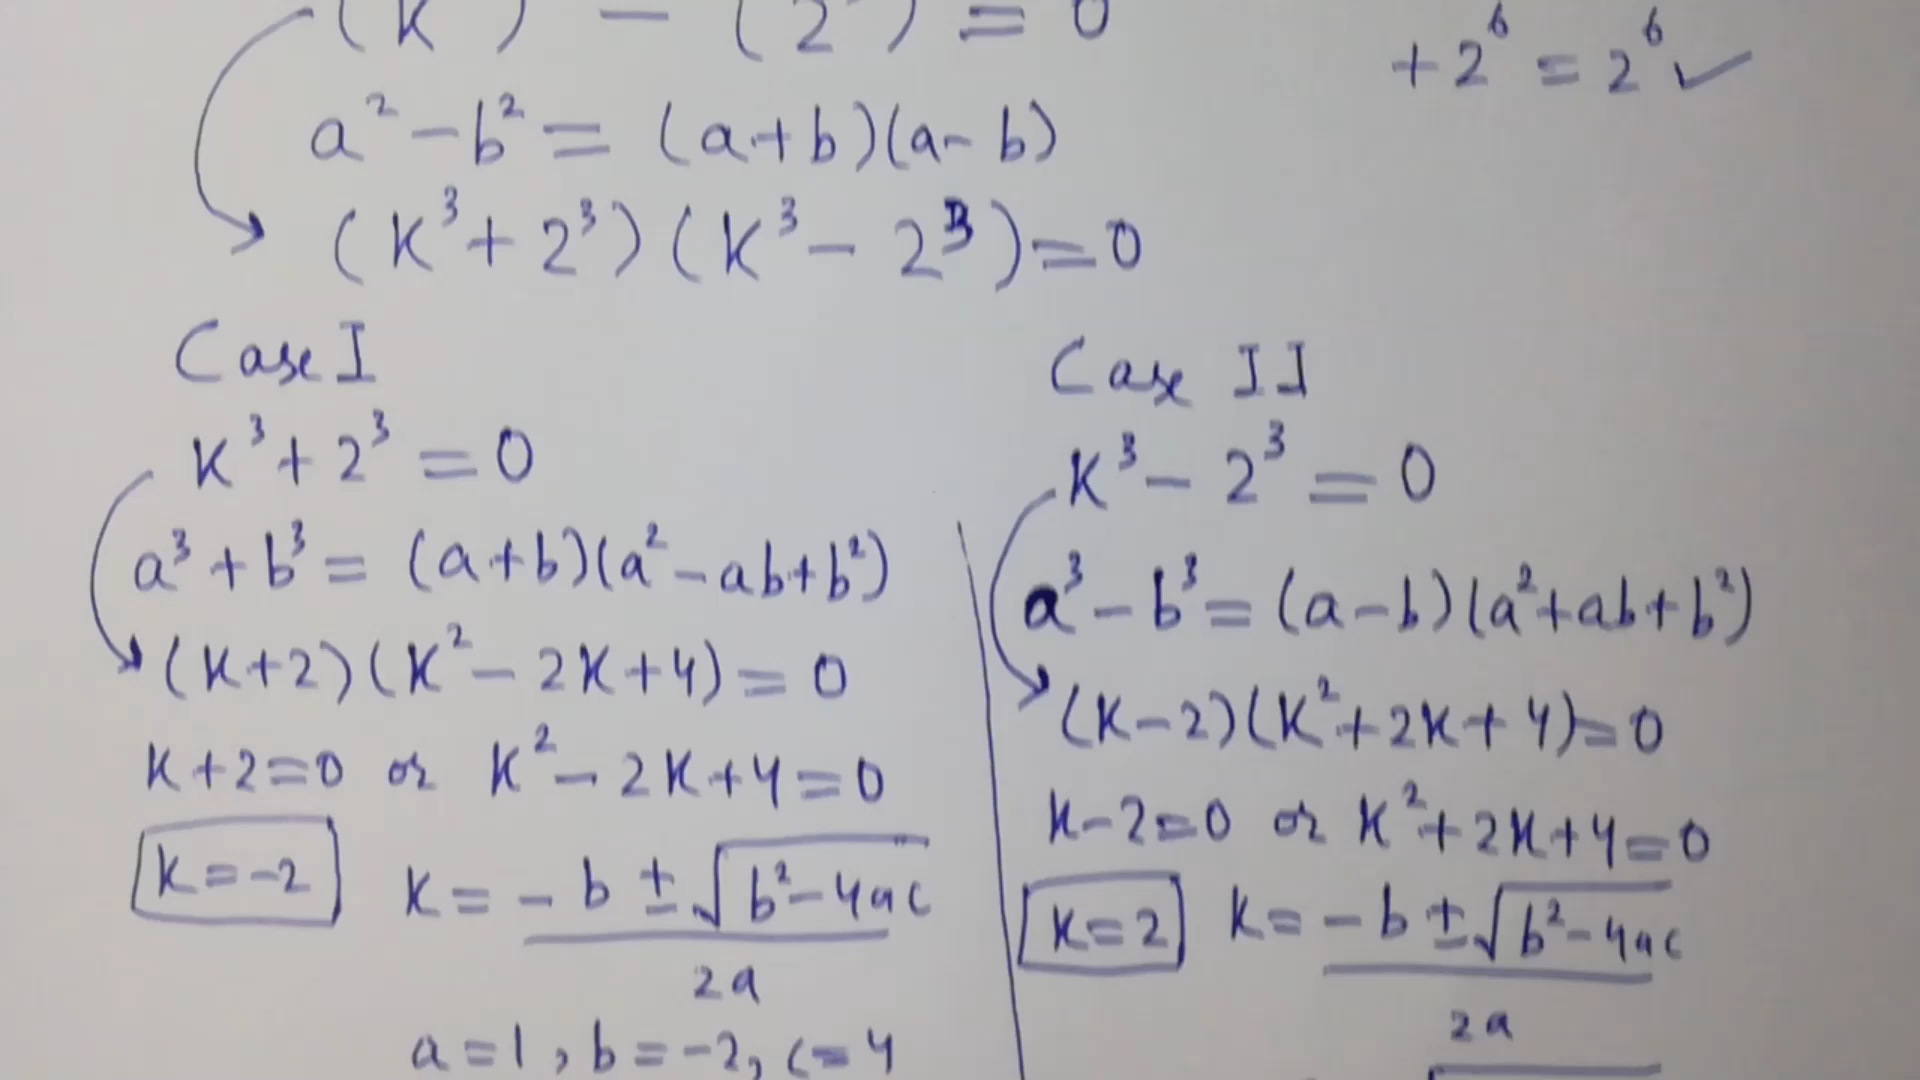 (K ) - (2 ) = 0
+ 2⁶ = 2⁶ ✓
a² - b² = (a+b)(a-b)
(K³ + 2³)(K³ - 2³) = 0
Case I
K³ + 2³ = 0
a³ + b³ = (a+b)(a² - ab + b²)
(K+2)(K² - 2K + 4) = 0
K+2=0 or K² - 2K + 4 = 0
K = -2
K = -b ± √(b² - 4ac) / 2a
a = 1, b = -2, c = 4
Case II
K³ - 2³ = 0
a³ - b³ = (a-b)(a² + ab + b²)
(K-2)(K² + 2K + 4) = 0
K-2=0 or K² + 2K + 4 = 0
K = 2
K = -b ± √(b² - 4ac) / 2a